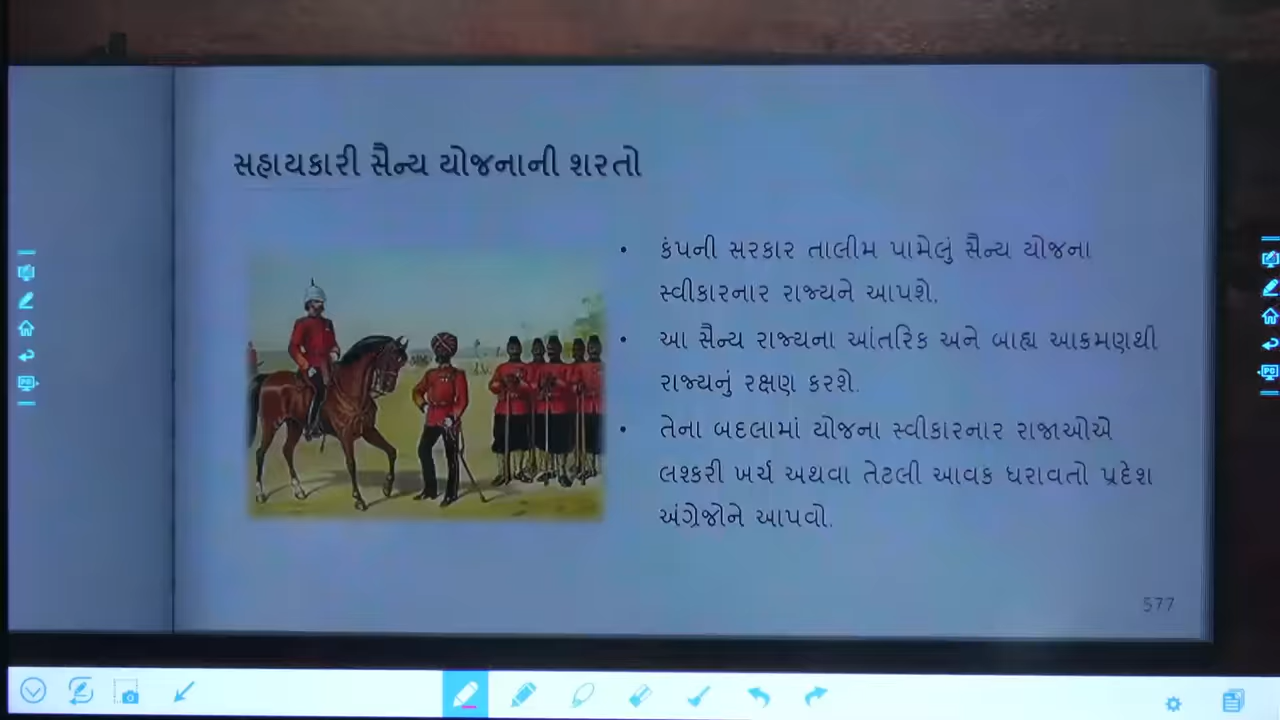 સહાયકારી સૈન્ય યોજનાની શરતો
• કંપની સરકાર તાલીમ પામેલું સૈન્ય યોજના
સ્વીકારનાર રાજ્યને આપશે.
• આ સૈન્ય રાજ્યના આંતરિક અને બાહ્ય આક્રમણથી
રાજ્યનું રક્ષણ કરશે.
• તેના બદલામાં યોજના સ્વીકારનાર રાજાઓએ
લશ્કરી ખર્ચ અથવા તેટલી આવક ધરાવતો પ્રદેશ
અંગ્રેજોને આપવો.
577